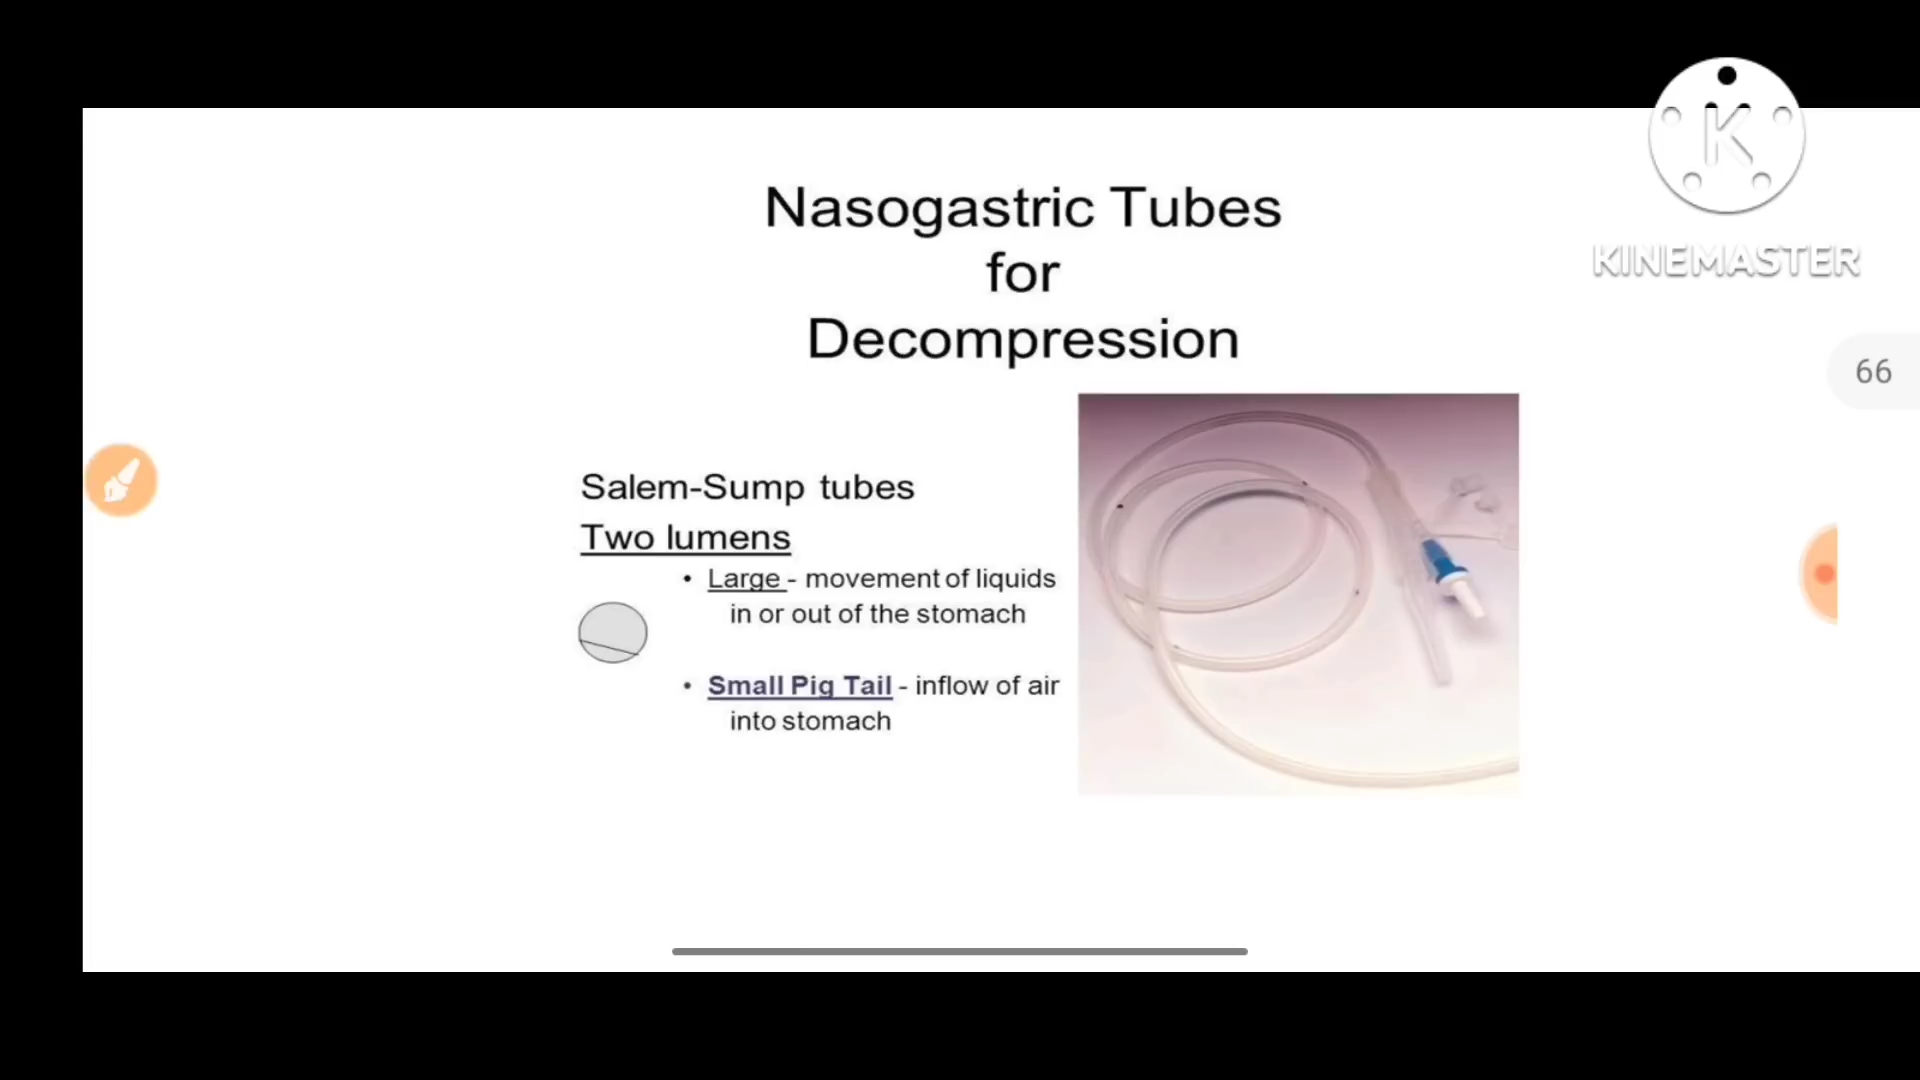 Nasogastric Tubes
for
Decompression
K
KINEMASTER
66
Salem-Sump tubes
Two lumens
• Large - movement of liquids
in or out of the stomach
• Small Pig Tail - inflow of air
into stomach